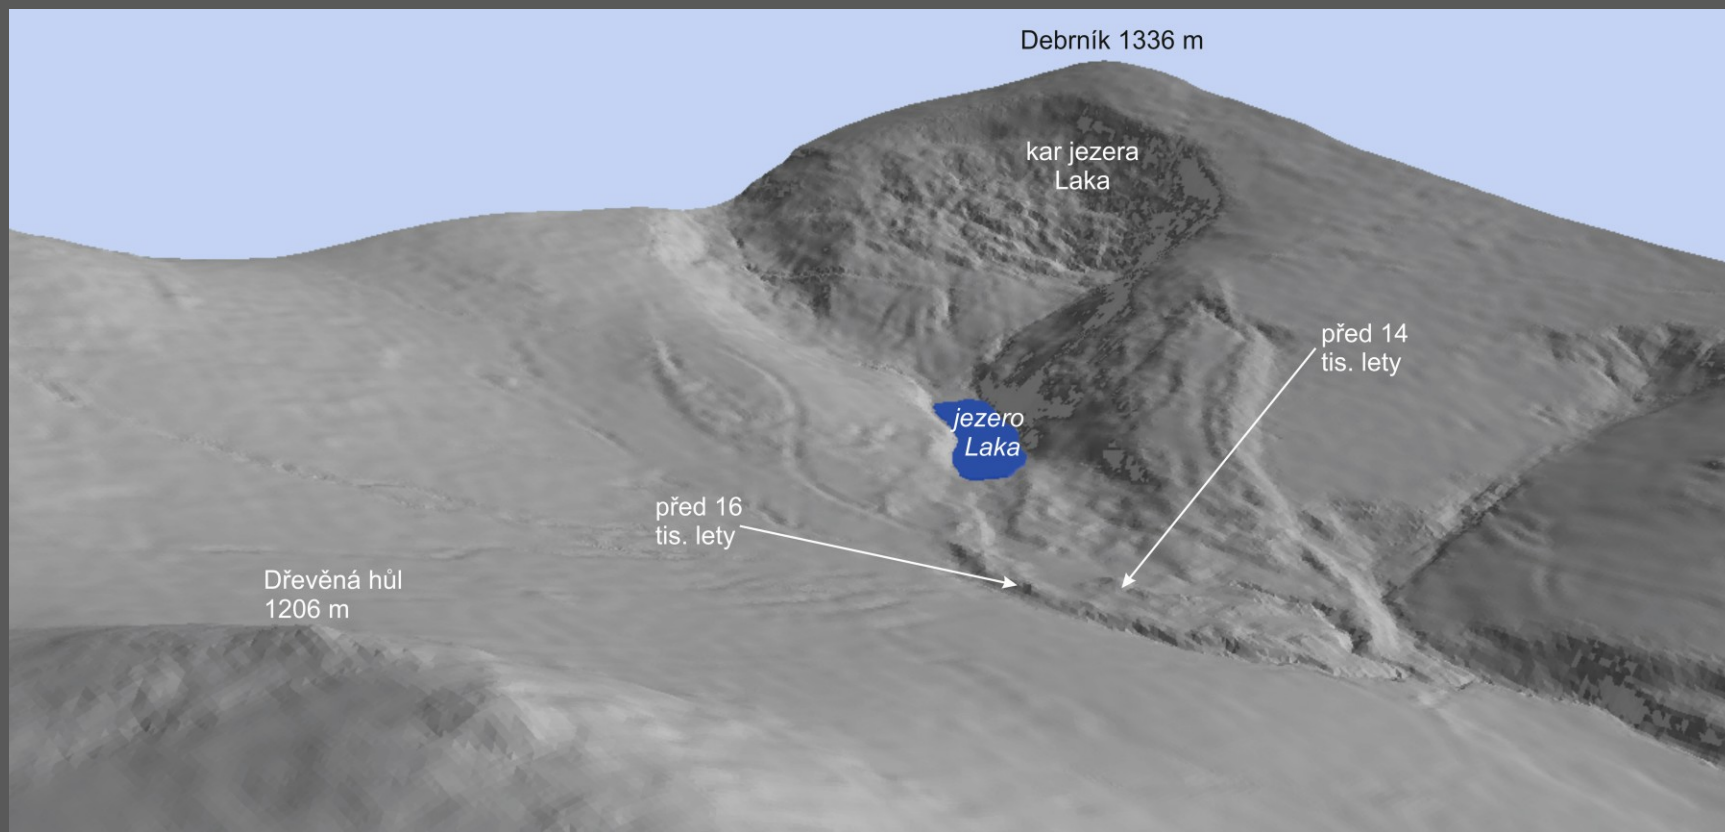 Debrník 1336 m
kar jezera
Laka
před 14
tis. lety
jezero
Laka
před 16
tis. lety
Dřevěná hůl
1206 m